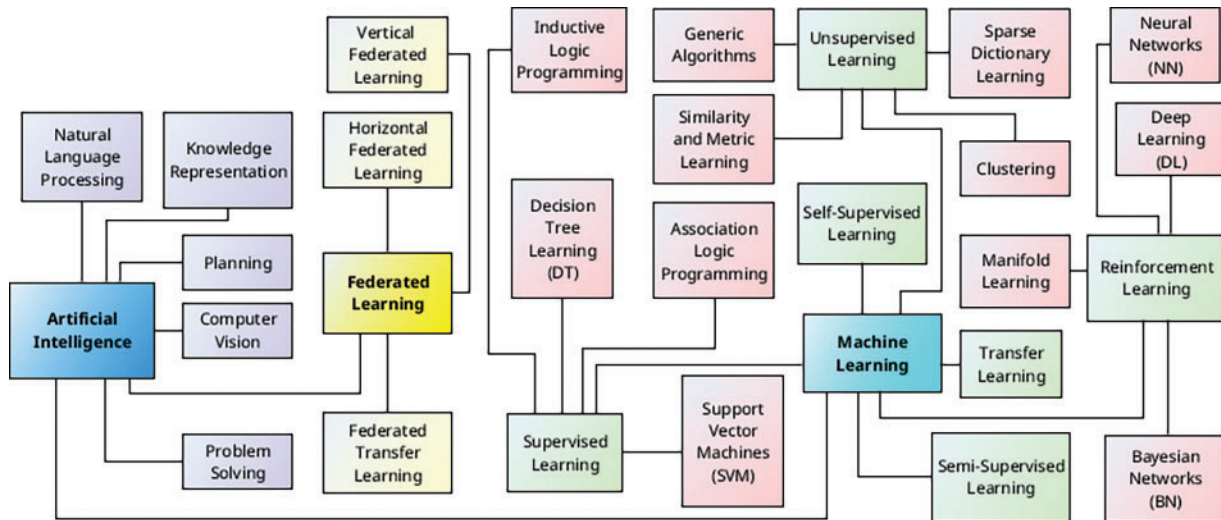 Vertical
Federated
Learning
Inductive
Logic
Programming
Generic
Algorithms
Unsupervised
Learning
Sparse
Dictionary
Learning
Neural
Networks
(NN)
Natural
Language
Processing
Knowledge
Representation
Horizontal
Federated
Learning
Similarity
and Metric
Learning
Clustering
Deep
Learning
(DL)
Decision
Tree
Learning
(DT)
Association
Logic
Programming
Self-Supervised
Learning
Planning
Federated
Learning
Manifold
Learning
Reinforcement
Learning
Artificial
Intelligence
Computer
Vision
Machine
Learning
Transfer
Learning
Problem
Solving
Federated
Transfer
Learning
Supervised
Learning
Support
Vector
Machines
(SVM)
Semi-Supervised
Learning
Bayesian
Networks
(BN)